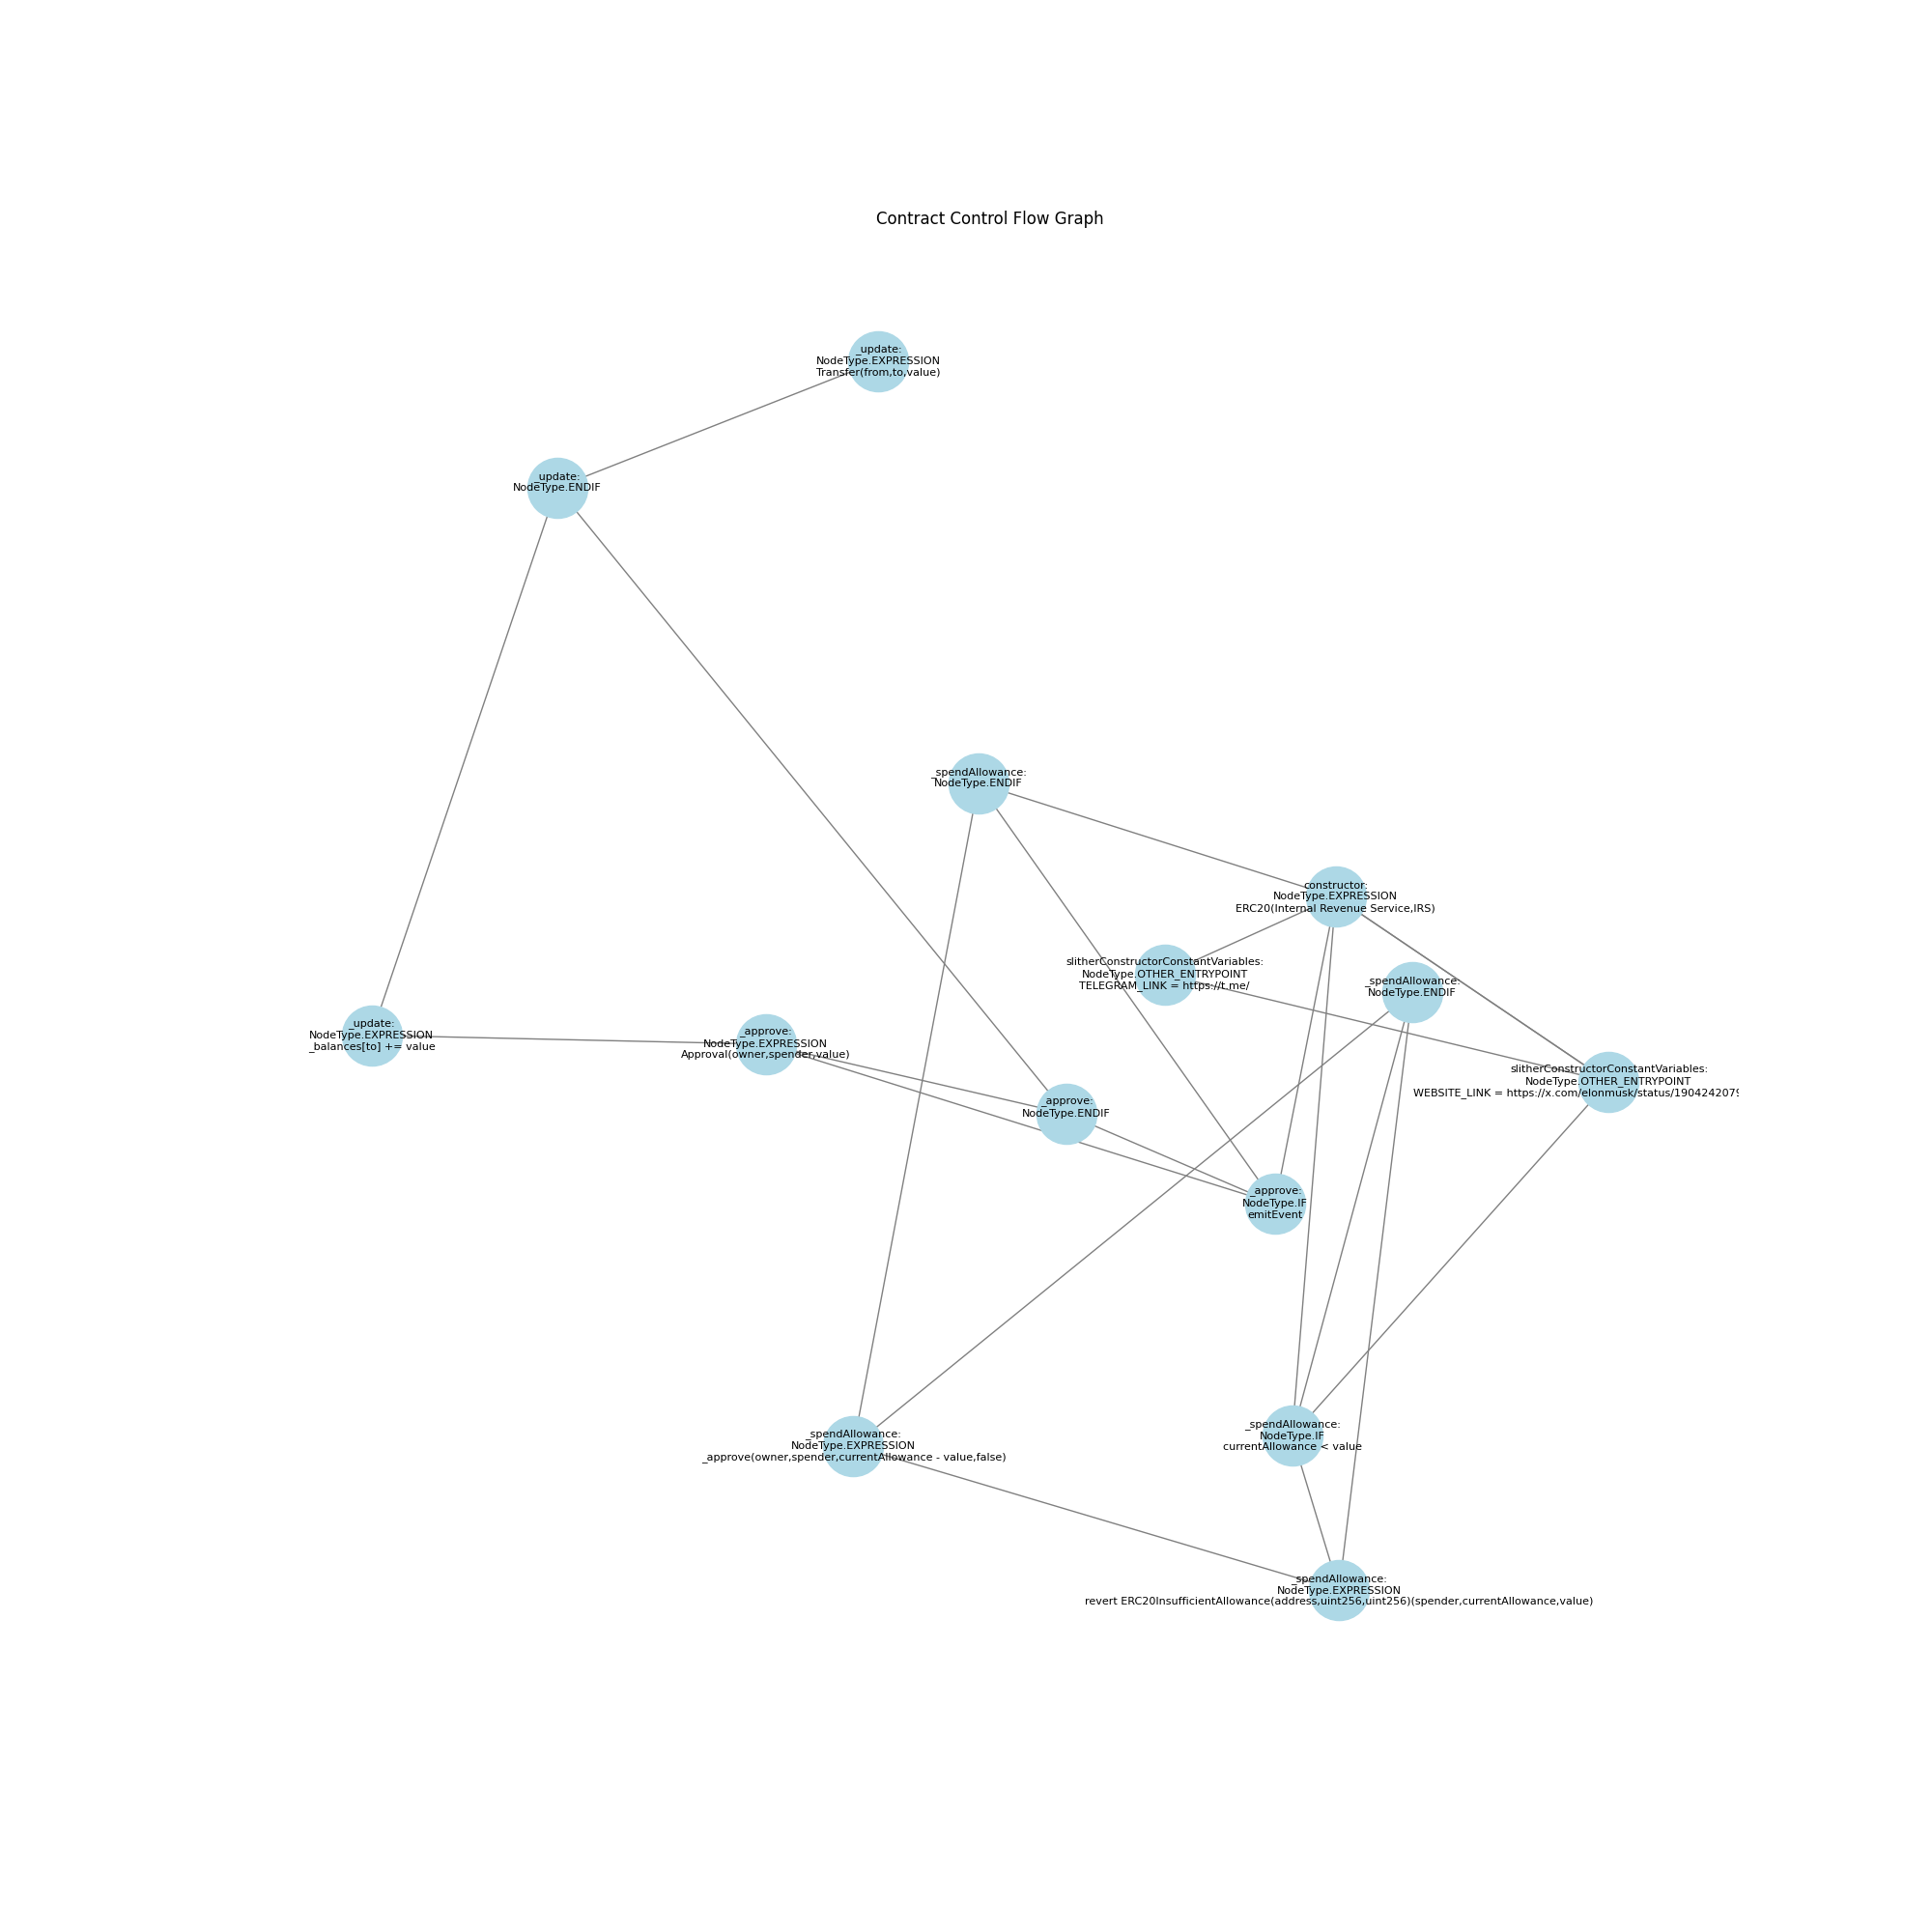 Contract Control Flow Graph
_update:
NodeType.EXPRESSION
Transfer(from,to,value)
_update:
NodeType.ENDIF
_spendAllowance:
NodeType.ENDIF
constructor:
NodeType.EXPRESSION
ERC20(Internal Revenue Service,IRS)
slitherConstructorConstantVariables:
NodeType.OTHER_ENTRYPOINT
TELEGRAM_LINK = https://t.me/
_spendAllowance:
NodeType.ENDIF
_update:
NodeType.EXPRESSION
_balances[to] += value
_approve:
NodeType.EXPRESSION
Approval(owner,spender,value)
slitherConstructorConstantVariables:
NodeType.OTHER_ENTRYPOINT
WEBSITE_LINK = https://x.com/elonmusk/status/1904242079
_approve:
NodeType.ENDIF
_approve:
NodeType.IF
emitEvent
_spendAllowance:
NodeType.EXPRESSION
_approve(owner,spender,currentAllowance - value,false)
_spendAllowance:
NodeType.IF
currentAllowance < value
_spendAllowance:
NodeType.EXPRESSION
revert ERC20InsufficientAllowance(address,uint256,uint256)(spender,currentAllowance,value)